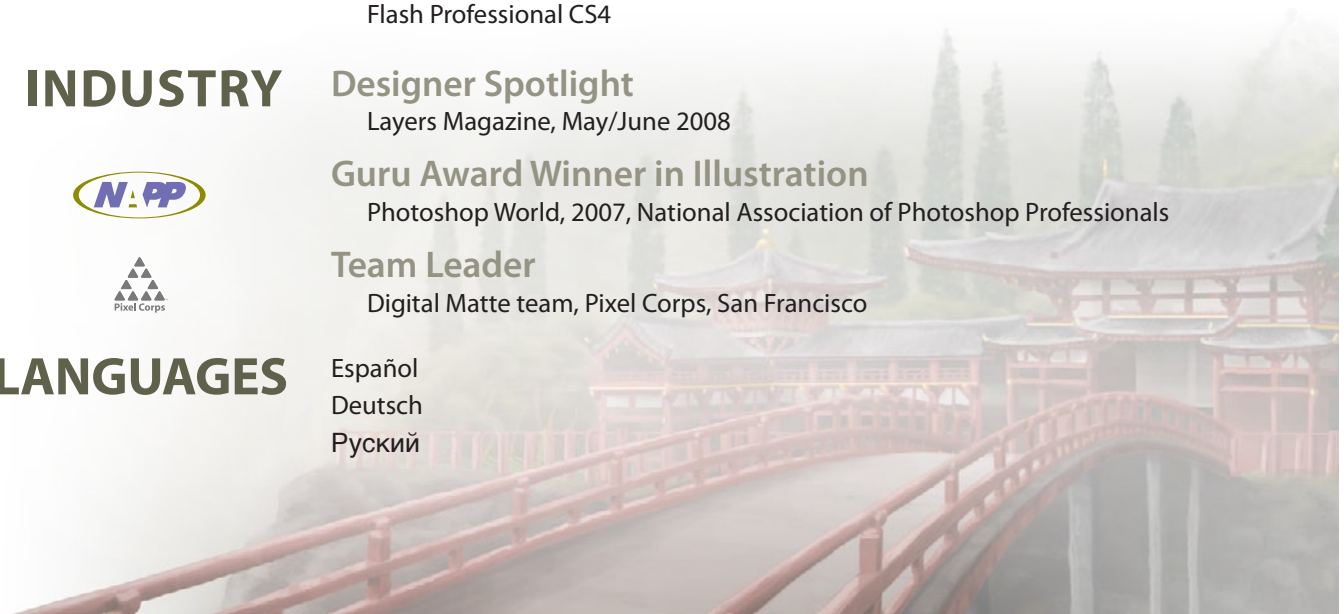 Flash Professional CS4
INDUSTRY
Designer Spotlight
Layers Magazine, May/June 2008
NAPP
Guru Award Winner in Illustration
Photoshop World, 2007, National Association of Photoshop Professionals
Pixel Corps
Team Leader
Digital Matte team, Pixel Corps, San Francisco
LANGUAGES
Español
Deutsch
Руский